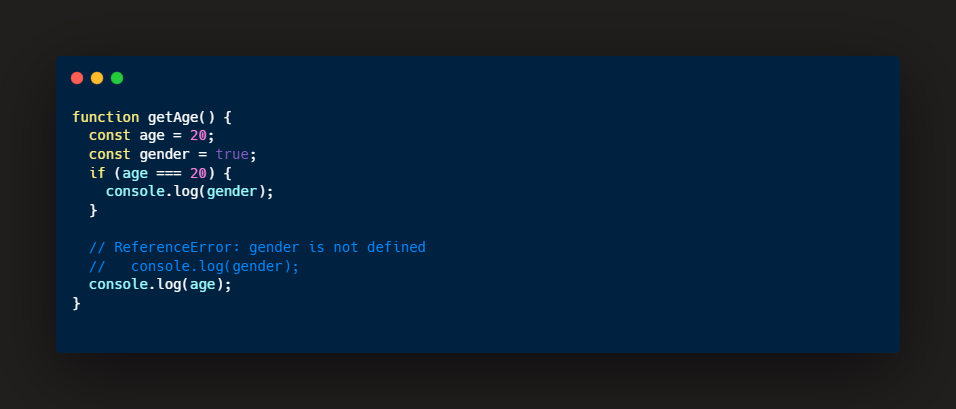 function getAge() {
  const age = 20;
  const gender = true;
  if (age === 20) {
    console.log(gender);
  }

  // ReferenceError: gender is not defined
  //   console.log(gender);
  console.log(age);
}